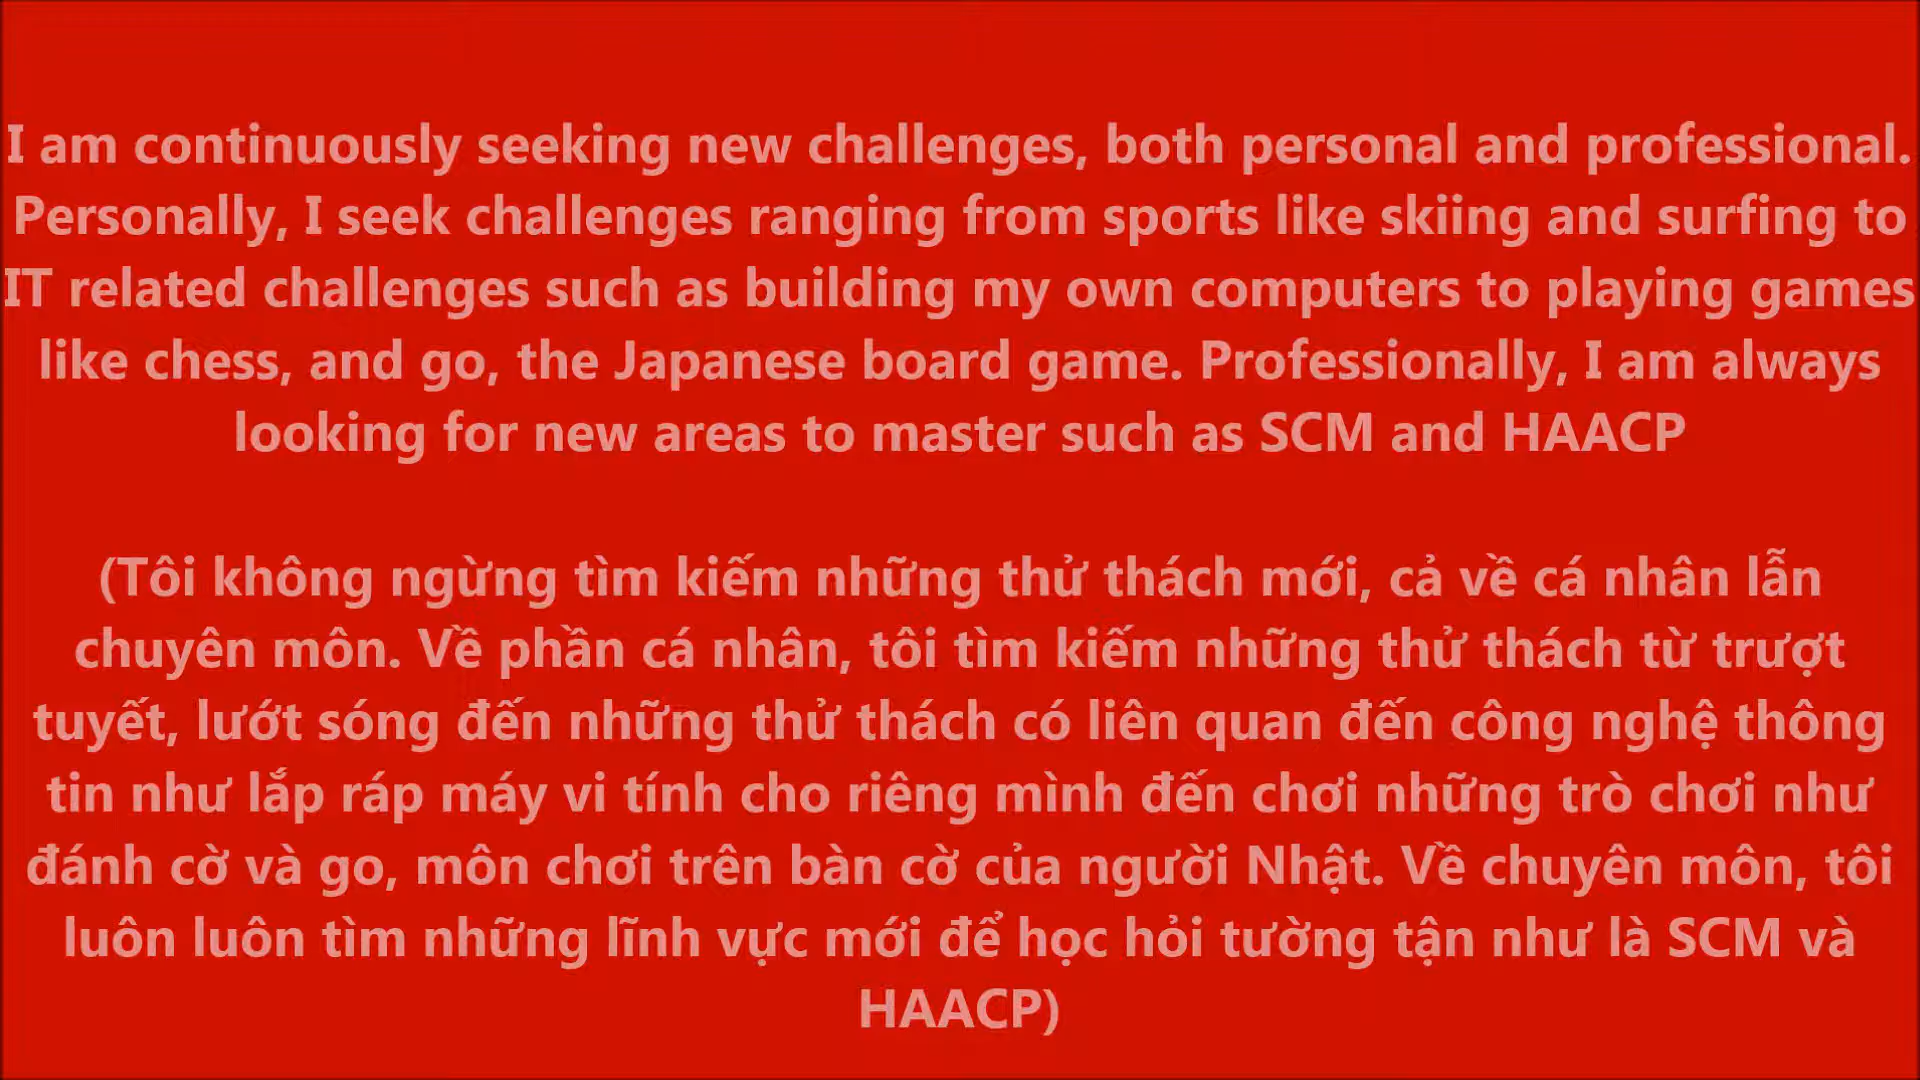 I am continuously seeking new challenges, both personal and professional.
Personally, I seek challenges ranging from sports like skiing and surfing to
IT related challenges such as building my own computers to playing games
like chess, and go, the Japanese board game. Professionally, I am always
looking for new areas to master such as SCM and HAACP
(Tôi không ngừng tìm kiếm những thử thách mới, cả về cá nhân lẫn
chuyên môn. Về phần cá nhân, tôi tìm kiếm những thử thách từ trượt
tuyết, lướt sóng đến những thử thách có liên quan đến công nghệ thông
tin như lắp ráp máy vi tính cho riêng mình đến chơi những trò chơi như
đánh cờ và go, môn chơi trên bàn cờ của người Nhật. Về chuyên môn, tôi
luôn luôn tìm những lĩnh vực mới để học hỏi tường tận như là SCM và
HAACP)